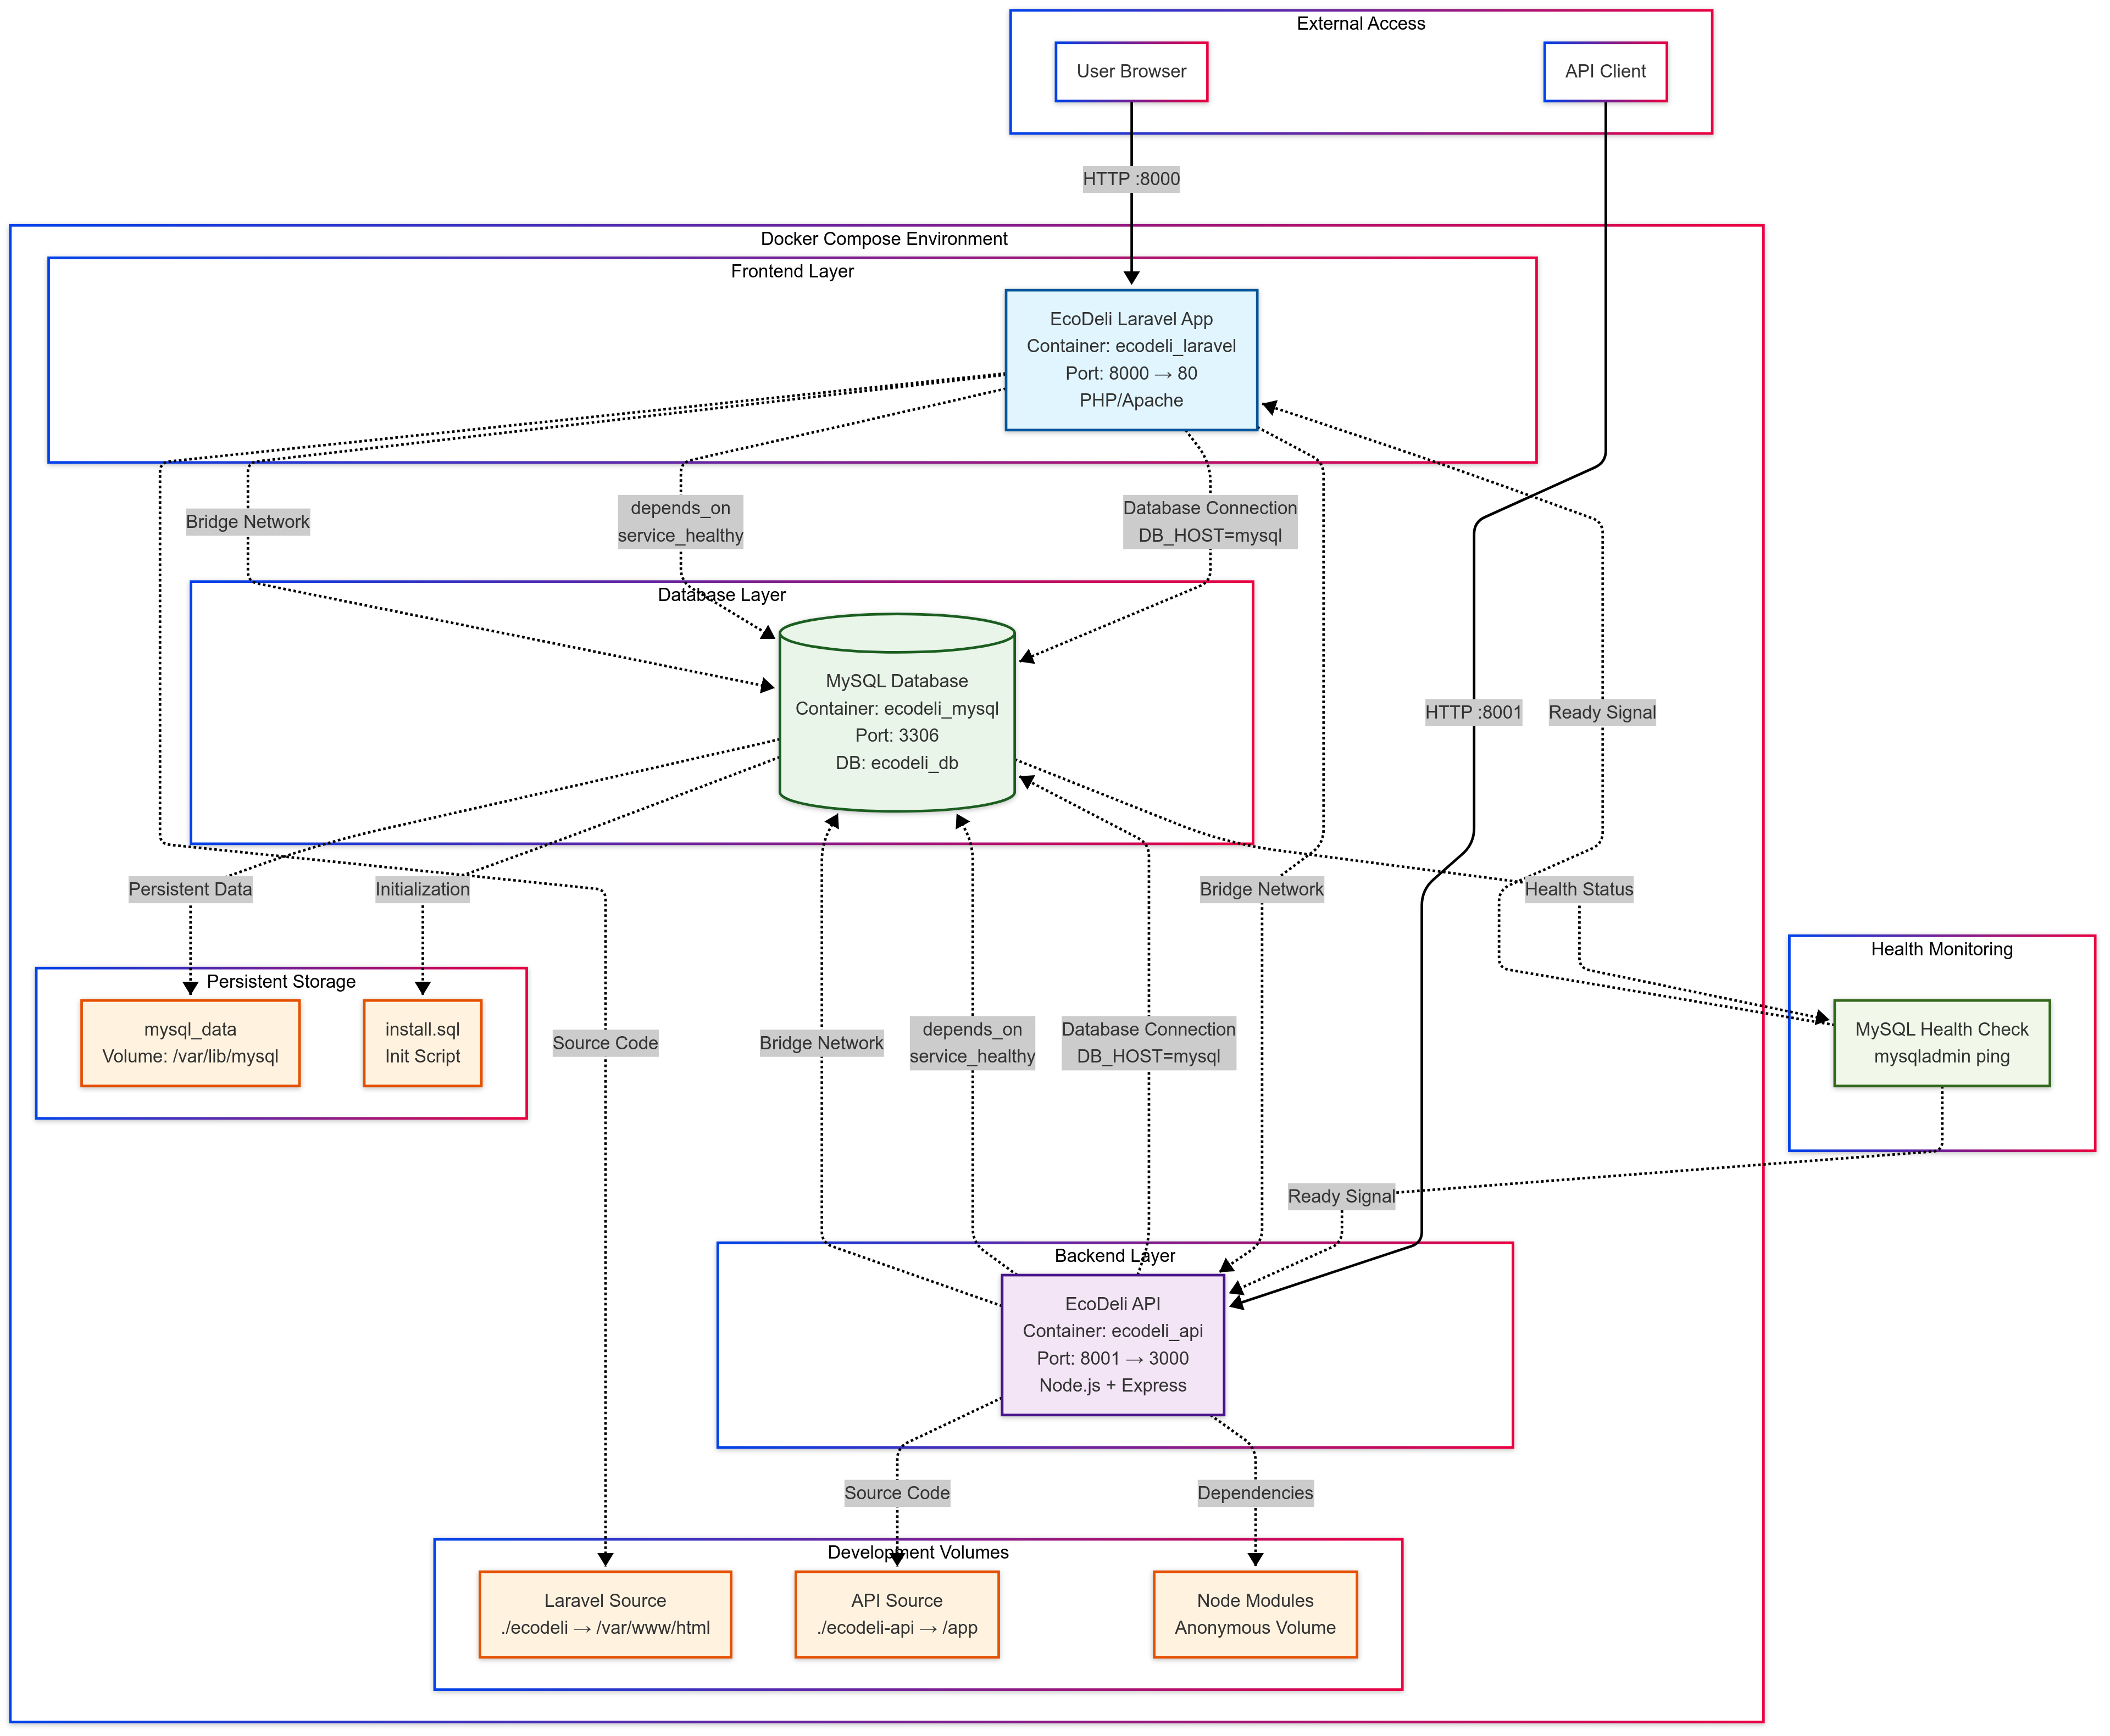 External Access
User Browser
API Client
HTTP :8000
Docker Compose Environment
Frontend Layer
EcoDeli Laravel App
Container: ecodeli_laravel
Port: 8000 → 80
PHP/Apache
Bridge Network
depends_on
service_healthy
Database Connection
DB_HOST=mysql
Database Layer
MySQL Database
Container: ecodeli_mysql
Port: 3306
DB: ecodeli_db
HTTP :8001
Ready Signal
Persistent Data
Initialization
Bridge Network
Health Status
Health Monitoring
MySQL Health Check
mysqladmin ping
Persistent Storage
mysql_data
Volume: /var/lib/mysql
install.sql
Init Script
Source Code
Bridge Network
depends_on
service_healthy
Database Connection
DB_HOST=mysql
Ready Signal
Backend Layer
EcoDeli API
Container: ecodeli_api
Port: 8001 → 3000
Node.js + Express
Source Code
Dependencies
Development Volumes
Laravel Source
./ecodeli → /var/www/html
API Source
./ecodeli-api → /app
Node Modules
Anonymous Volume